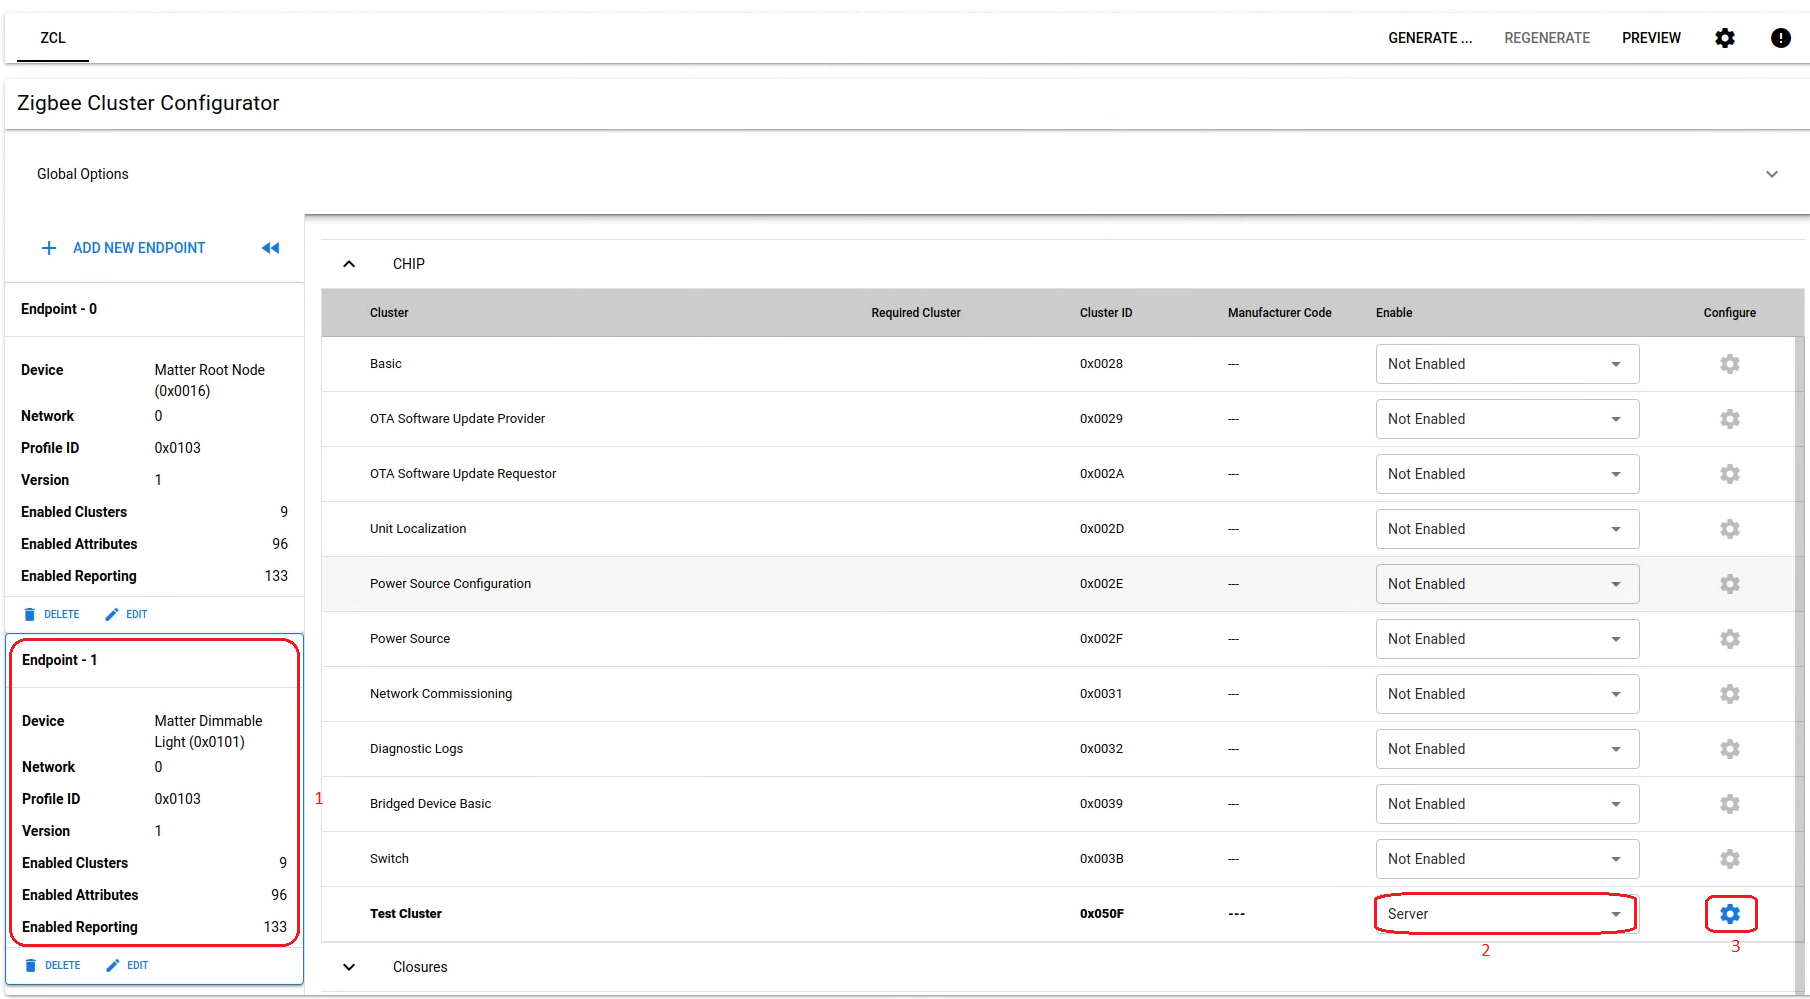 ZCL
GENERATE ... REGENERATE PREVIEW
Zigbee Cluster Configurator
Global Options
ADD NEW ENDPOINT
Endpoint - 0
Device Matter Root Node
(0x0016)
Network 0
Profile ID 0x0103
Version 1
Enabled Clusters 9
Enabled Attributes 96
Enabled Reporting 133
DELETE EDIT
Endpoint - 1
Device Matter Dimmable
Light (0x0101)
Network 0
Profile ID 0x0103
Version 1
Enabled Clusters 9
Enabled Attributes 96
Enabled Reporting 133
DELETE EDIT
1
CHIP
Cluster Required Cluster Cluster ID Manufacturer Code Enable Configure
Basic 0x0028 --- Not Enabled
OTA Software Update Provider 0x0029 --- Not Enabled
OTA Software Update Requestor 0x002A --- Not Enabled
Unit Localization 0x002D --- Not Enabled
Power Source Configuration 0x002E --- Not Enabled
Power Source 0x002F --- Not Enabled
Network Commissioning 0x0031 --- Not Enabled
Diagnostic Logs 0x0032 --- Not Enabled
Bridged Device Basic 0x0039 --- Not Enabled
Switch 0x003B --- Not Enabled
Test Cluster 0x050F --- Server
2 3
Closures